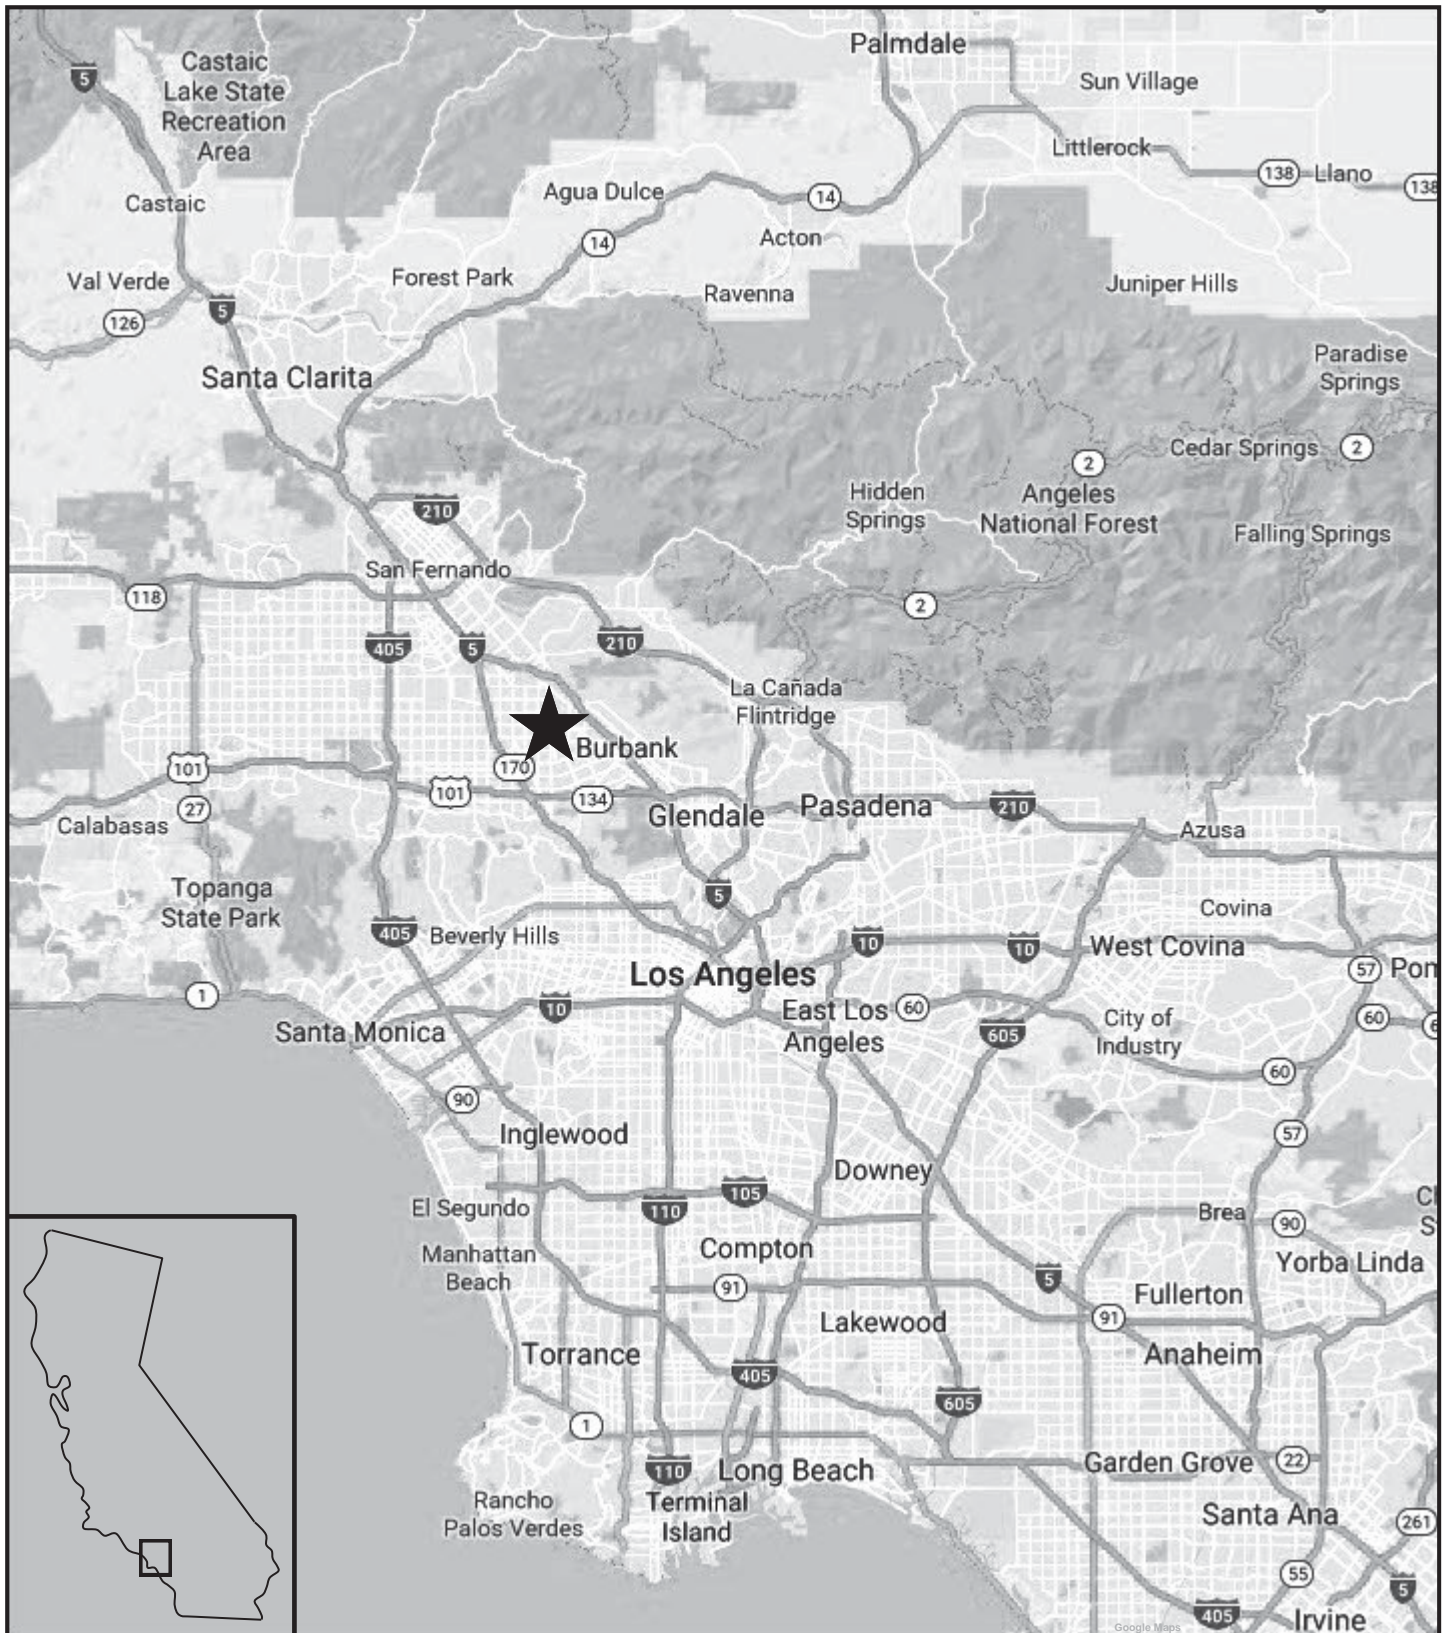 Palmdale
5
Castaic
Lake State
Recreation
Area
Sun Village
Littlerock
138
Llano
138
Castaic
Agua Dulce
14
14
Acton
Val Verde
Forest Park
Ravenna
Juniper Hills
126
5
Santa Clarita
Paradise
Springs
2
Cedar Springs
2
Hidden
Springs
Angeles
National Forest
Falling Springs
210
San Fernando
118
2
405
5
210
La Cañada
Flintridge
Burbank
170
101
27
101
134
Calabasas
Glendale
Pasadena
210
Azusa
Topanga
State Park
5
405
Beverly Hills
Covina
10
10
West Covina
57
Pom
Los Angeles
1
10
East Los
Angeles
60
605
City of
Industry
60
6
Santa Monica
60
90
Inglewood
57
Downey
El Segundo
110
105
Brea
90
Manhattan
Beach
Compton
Yorba Linda
91
5
Fullerton
Lakewood
91
Torrance
405
Anaheim
605
1
110
Long Beach
Garden Grove
22
Rancho
Palos Verdes
Terminal
Island
Santa Ana
261
55
5
405
Irvine
Google Maps